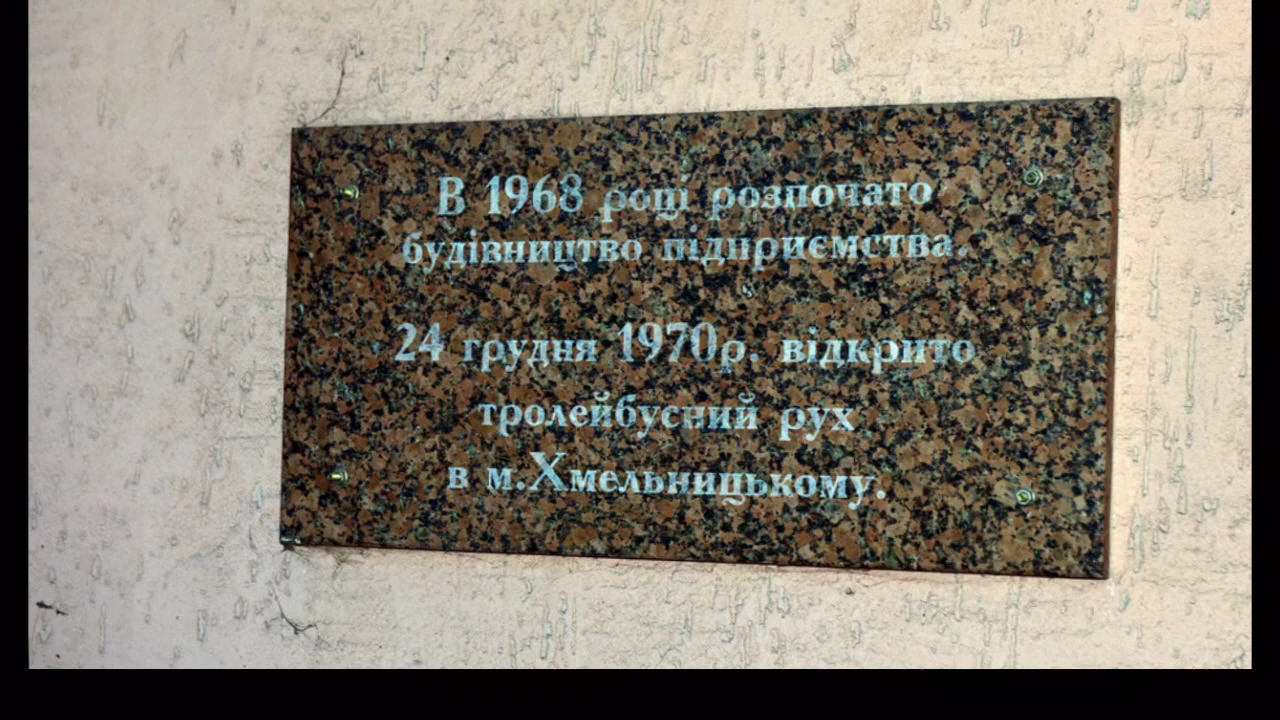 В 1968 році розпочато
будівництво підприємства.
24 грудня 1970р. відкрито
тролейбусний рух
в м.Хмельницькому.